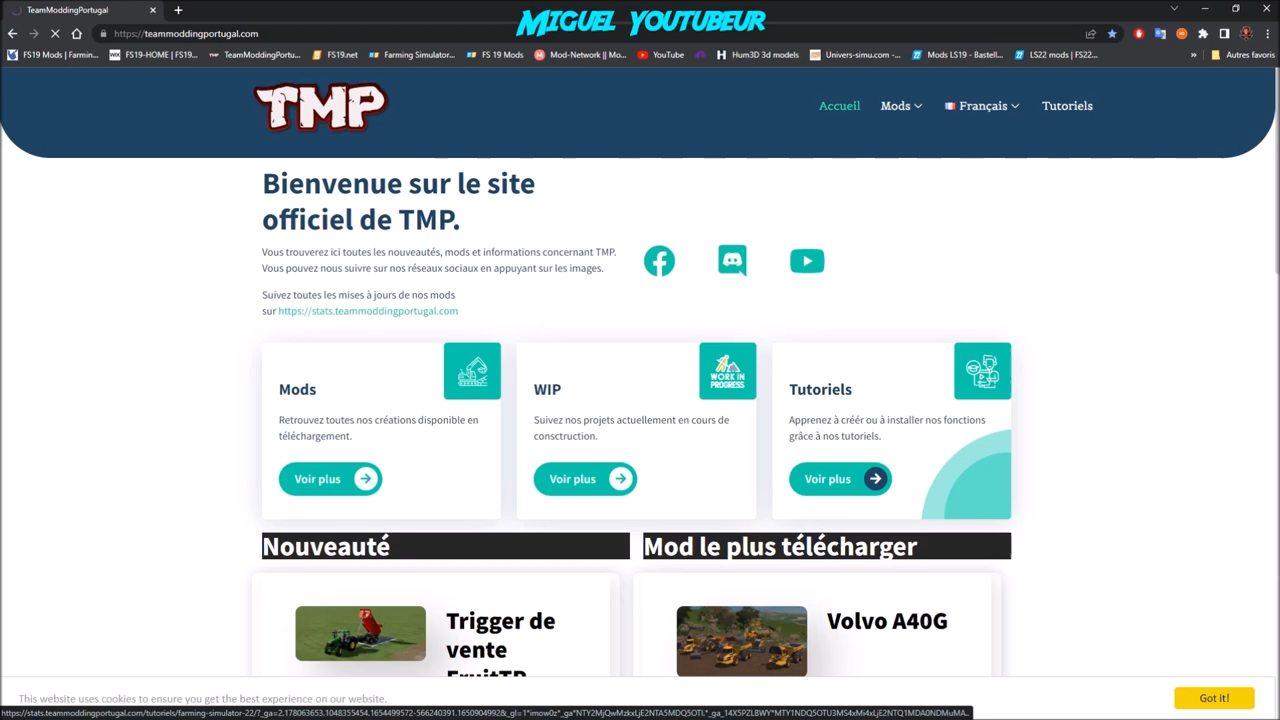 TeamModdingPortugal
Miguel Youtubeur
https://teammoddingportugal.com
FS19 Mods | Farmin...
FS19-HOME | FS19...
TeamModdingPortu...
FS19.net
Farming Simulator...
FS 19 Mods
Mod-Network || Mo...
YouTube
Hum3D 3d models
Univers-simu.com -...
Mods LS19 - Bastell...
LS22 mods | FS22...
»
Autres favoris
TMP
Accueil
Mods
Français
Tutoriels
Bienvenue sur le site
officiel de TMP.
Vous trouverez ici toutes les nouveautés, mods et informations concernant TMP.
Vous pouvez nous suivre sur nos réseaux sociaux en appuyant sur les images.
Suivez toutes les mises à jours de nos mods
sur https://stats.teammoddingportugal.com
Mods
Retrouvez toutes nos créations disponible en
téléchargement.
Voir plus
WORK IN
PROGRESS
WIP
Suivez nos projets actuellement en cours de
consctruction.
Voir plus
Tutoriels
Apprenez à créér ou à installer nos fonctions
grâce à nos tutoriels.
Voir plus
Nouveauté
Mod le plus télécharger
Trigger de
vente
FruitTP
Volvo A40G
This website uses cookies to ensure you get the best experience on our website.
Got it!